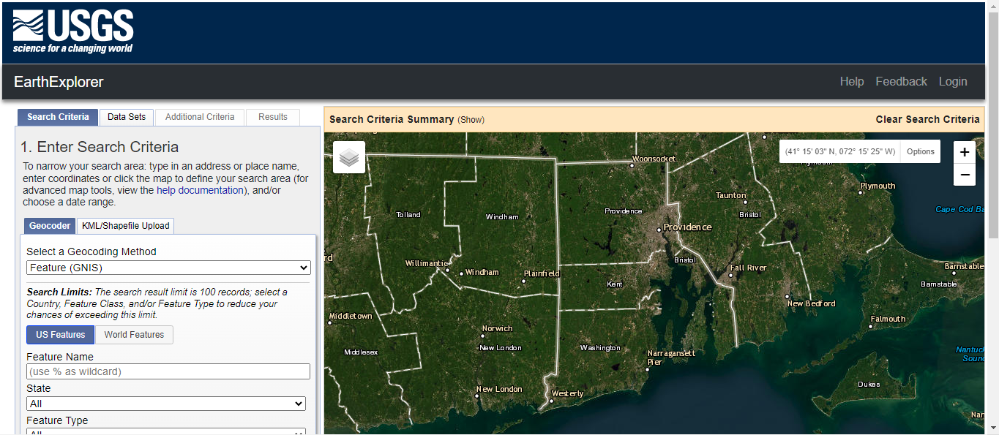 USGS
science for a changing world
EarthExplorer
Help Feedback Login
Search Criteria Data Sets Additional Criteria Results
1. Enter Search Criteria
To narrow your search area: type in an address or place name,
enter coordinates or click the map to define your search area (for
advanced map tools, view the help documentation), and/or
choose a date range.
Geocoder KML/Shapefile Upload
Select a Geocoding Method
Feature (GNIS)
Search Limits: The search result limit is 100 records; select a
Country, Feature Class, and/or Feature Type to reduce your
chances of exceeding this limit.
US Features World Features
Feature Name
(use % as wildcard)
State
All
Feature Type
All
Search Criteria Summary (Show)
Clear Search Criteria
(41° 15' 03" N, 072° 15' 25" W) Options
+
−
Woonsocket
Plymouth
Plymouth
Taunton
Cape Cod Ba
Tolland
Windham
Providence
Bristol
Providence
rd
Willimantic
Windham
Plainfield
Bristol
Fall River
Barnstable
Kent
Barnstable
New Bedford
Middletown
Falmouth
Norwich
New London
Middlesex
Washington
Narragansett
Pier
Nantuck
Sound
Dukes
New London
Westerly
Nan